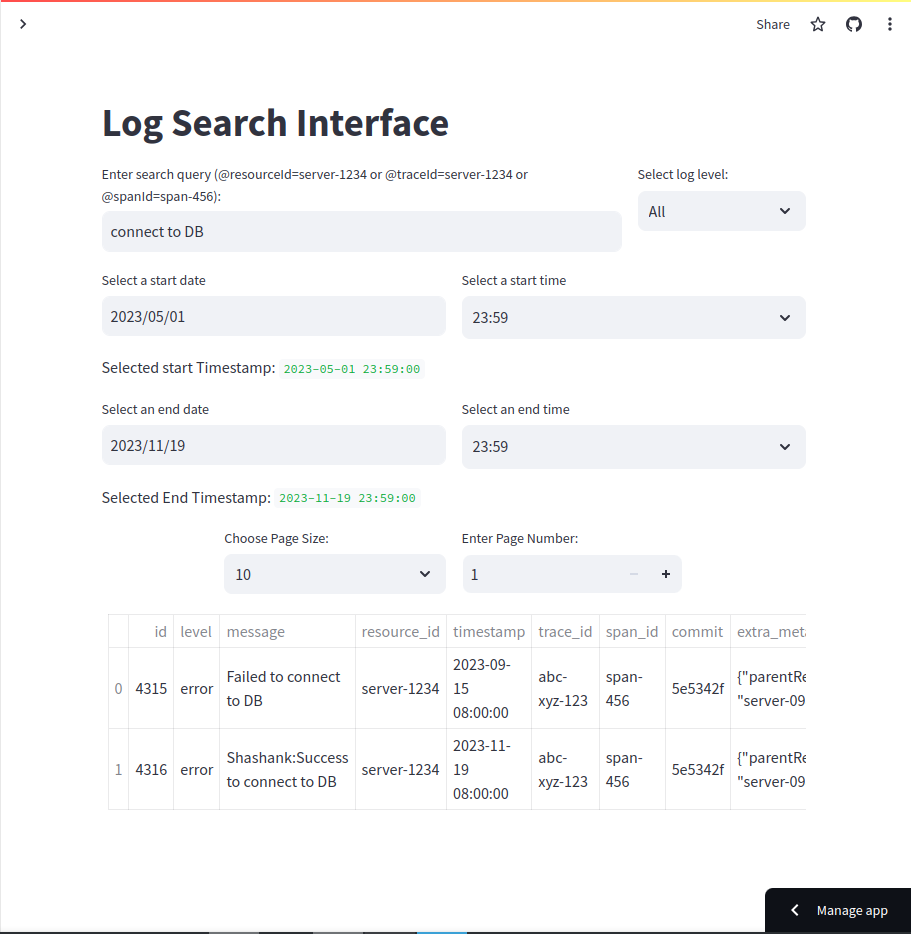 Share
Log Search Interface
Enter search query (@resourceId=server-1234 or @traceId=server-1234 or
@spanId=span-456):
Select log level:
connect to DB
All
Select a start date
Select a start time
2023/05/01
23:59
Selected start Timestamp: 2023-05-01 23:59:00
Select an end date
Select an end time
2023/11/19
23:59
Selected End Timestamp: 2023-11-19 23:59:00
Choose Page Size:
Enter Page Number:
10
1
id level message resource_id timestamp trace_id span_id commit extra_meta
0 4315 error
Failed to connect
to DB
server-1234
2023-09-
15
08:00:00
abc-
xyz-123
span-
456
5e5342f
{"parentRe
"server-09
1 4316 error
Shashank:Success
to connect to DB
server-1234
2023-11-
19
08:00:00
abc-
xyz-123
span-
456
5e5342f
{"parentRe
"server-09
Manage app